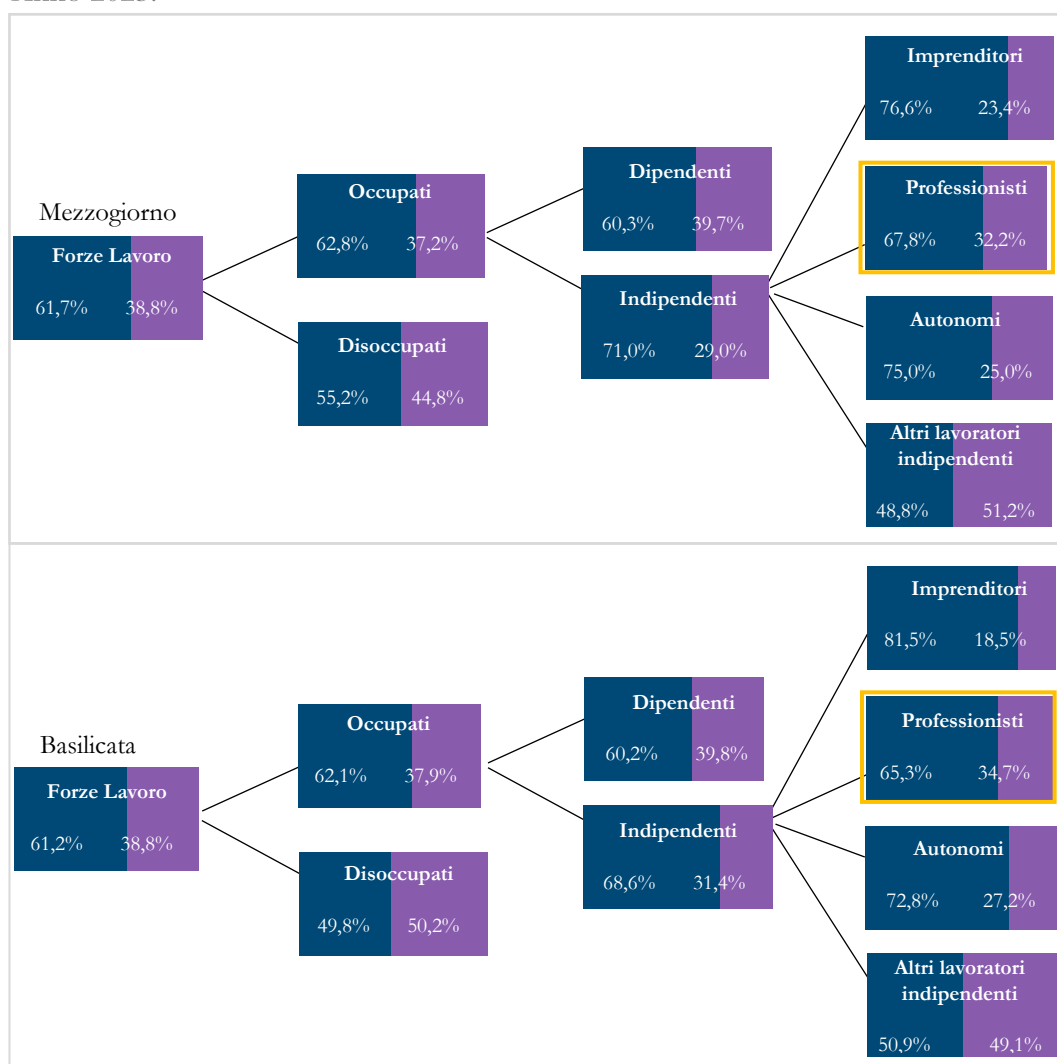 Mezzogiorno
Forze Lavoro
61,7% 38,8%
Occupati
62,8% 37,2%
Disoccupati
55,2% 44,8%
Dipendenti
60,3% 39,7%
Indipendenti
71,0% 29,0%
Imprenditori
76,6% 23,4%
Professionisti
67,8% 32,2%
Autonomi
75,0% 25,0%
Altri lavoratori
indipendenti
48,8% 51,2%
Basilicata
Forze Lavoro
61,2% 38,8%
Occupati
62,1% 37,9%
Disoccupati
49,8% 50,2%
Dipendenti
60,2% 39,8%
Indipendenti
68,6% 31,4%
Imprenditori
81,5% 18,5%
Professionisti
65,3% 34,7%
Autonomi
72,8% 27,2%
Altri lavoratori
indipendenti
50,9% 49,1%